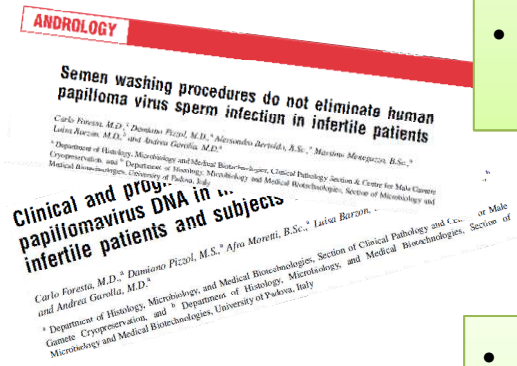 ANDROLOGY
Semen washing procedures do not eliminate human
papilloma virus sperm infection in infertile patients
Carlo Foresta, M.D.,ª Damiano Pizzol, M.D.,ª Alessandro Bertoldo, B.Sc.,ª Massimo Menegazzo, B.Sc.,ª
Luisa Barzon, M.D.,ᵇ and Andrea Garolla, M.D.ª
ª Department of Histology, Microbiology and Medical Biotechnologies, Clinical Pathology Section & Centre for Male Gamete
Cryopreservation, and ᵇ Department of Histology, Microbiology and Medical Biotechnologies, Section of Microbiology and
Medical Biotechnologies, University of Padova, Italy
Clinical and
papillomavirus DNA in
infertile patients and subjects
Carlo Foresta, M.D.,ª Damiano Pizzol, M.S.,ª Afra Moretti, B.Sc.,ª Luisa Barzon,
and Andrea Garolla, M.D.ª
ª Department of Histology, Microbiology, and Medical Biotechnologies, Section of Clinical Pathology and or Male
Gamete Cryopreservation, and ᵇ Department of Histology, Microbiology, and Medical Biotechnologies, Section of
Microbiology and Medical Biotechnologies, University of Padova, Italy